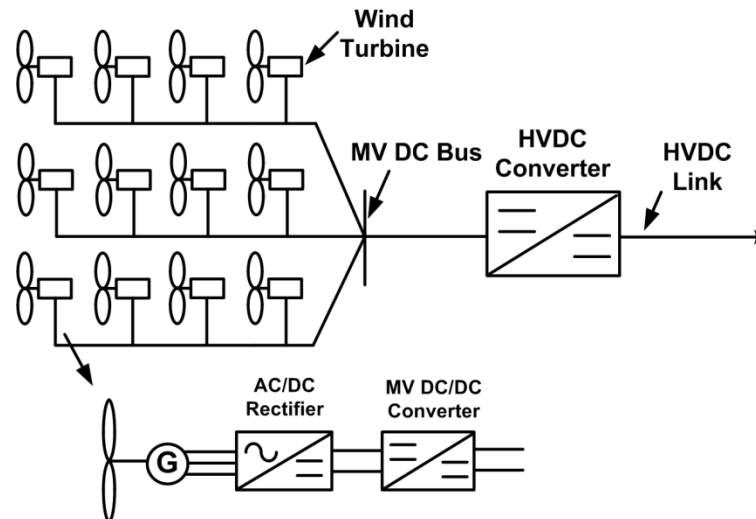 Wind
Turbine
MV DC Bus
HVDC
Converter
HVDC
Link
AC/DC
Rectifier
MV DC/DC
Converter
G